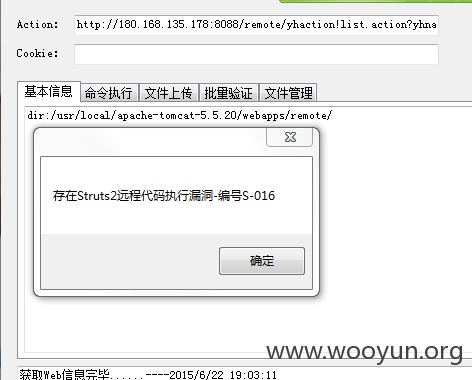 Action: http://180.168.135.178:8088/remote/yhaction!list.action?yhna
Cookie:
基本信息 命令执行 文件上传 批量验证 文件管理
dir:/usr/local/apache-tomcat-5.5.20/webapps/remote/
存在Struts2远程代码执行漏洞-编号S-016
确定
www.wooyun.org
获取Web信息完毕......----2015/6/22 19:03:11